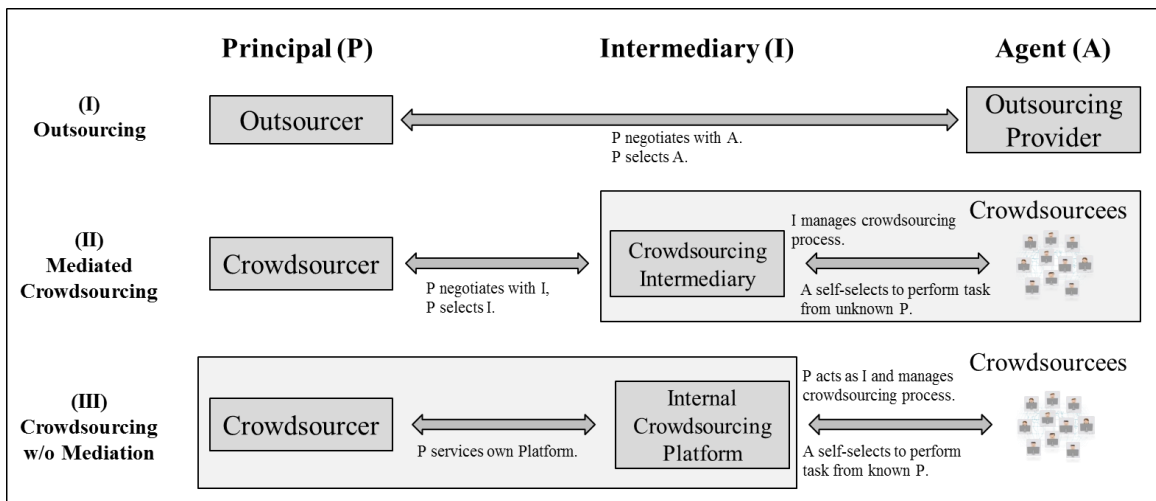 Principal (P)
Intermediary (I)
Agent (A)
(I)
Outsourcing
Outsourcer
P negotiates with A.
P selects A.
Outsourcing
Provider
(II)
Mediated
Crowdsourcing
Crowdsourcer
P negotiates with I,
P selects I.
Crowdsourcing
Intermediary
I manages crowdsourcing
process.
A self-selects to perform task
from unknown P.
Crowdsourcees
(III)
Crowdsourcing
w/o Mediation
Crowdsourcer
P services own Platform.
Internal
Crowdsourcing
Platform
P acts as I and manages
crowdsourcing process.
A self-selects to perform
task from known P.
Crowdsourcees